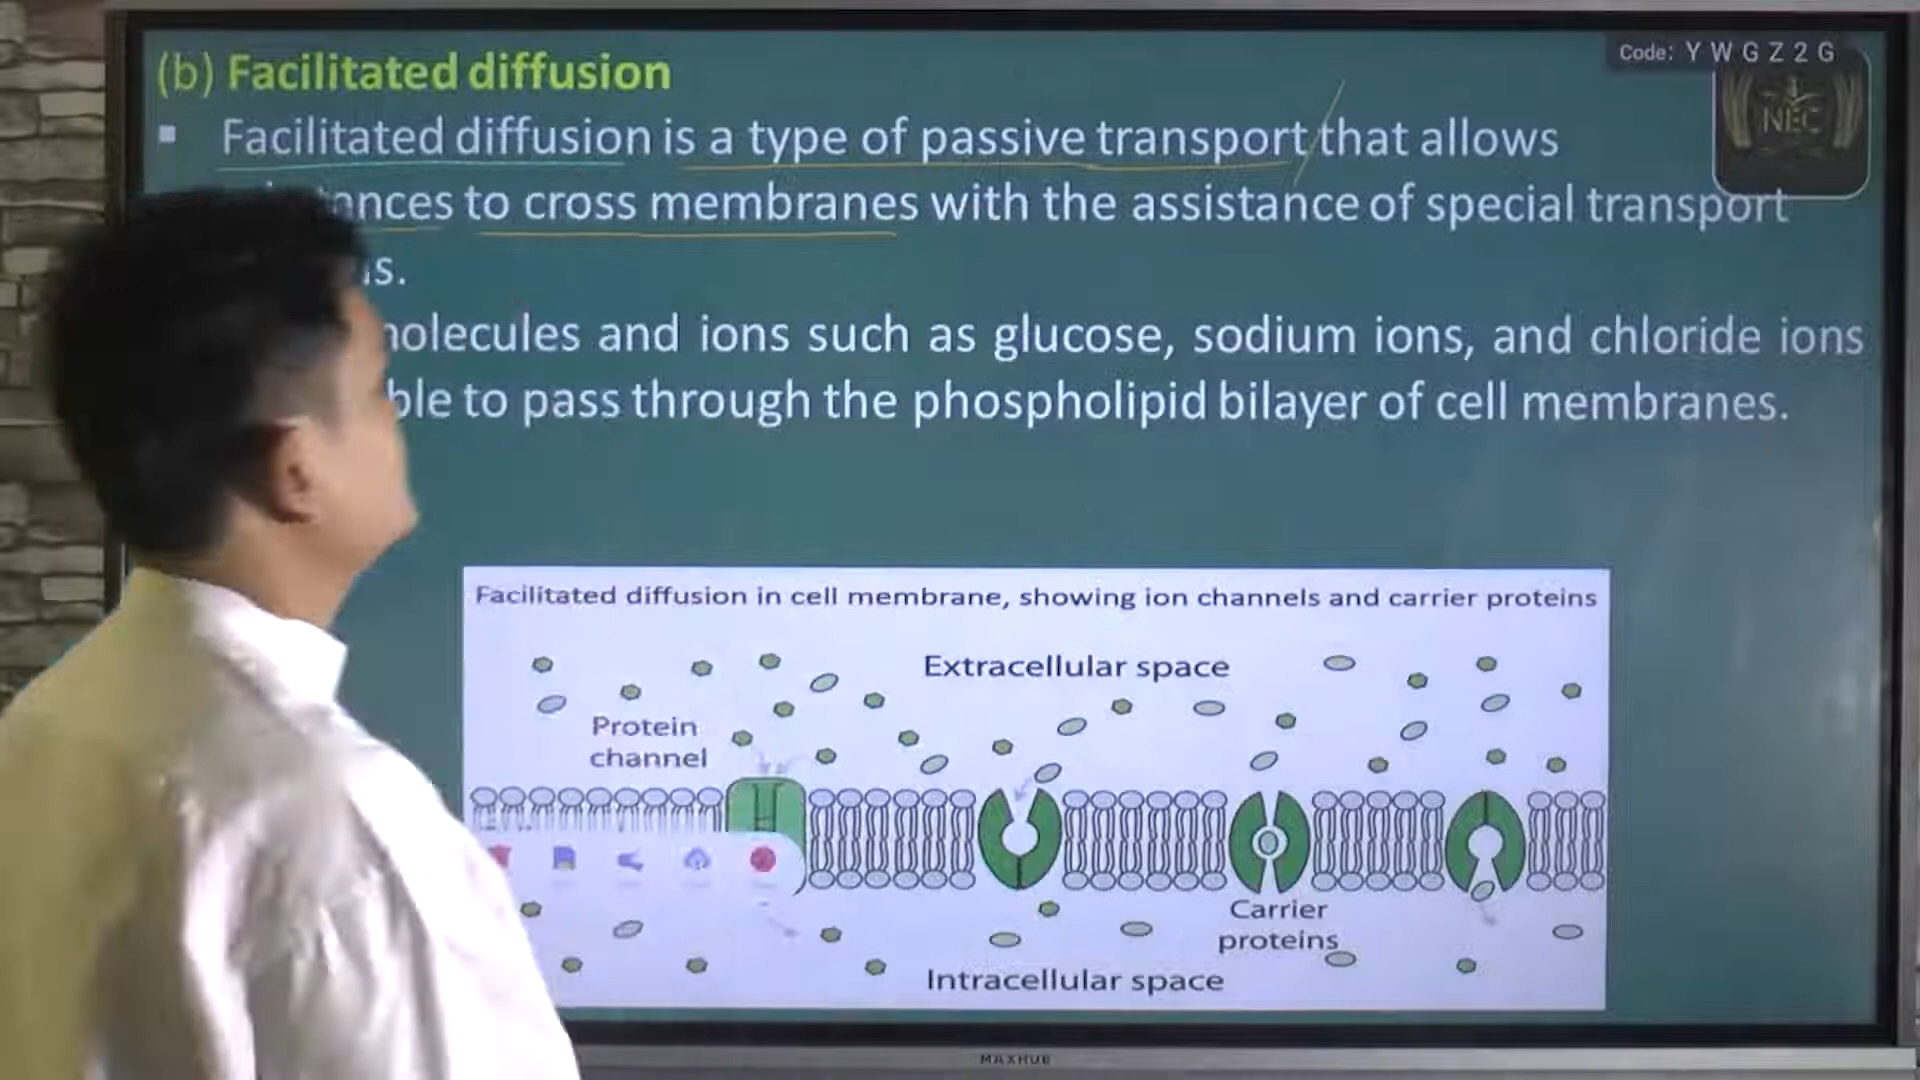 (b) Facilitated diffusion
Code: Y W G Z 2 G
NEC
▪ Facilitated diffusion is a type of passive transport that allows
to cross membranes with the assistance of special transport
and ions such as glucose, sodium ions, and chloride ions
to pass through the phospholipid bilayer of cell membranes.
Facilitated diffusion in cell membrane, showing ion channels and carrier proteins
Extracellular space
Protein
channel
Carrier
proteins
Intracellular space
MAXHUB